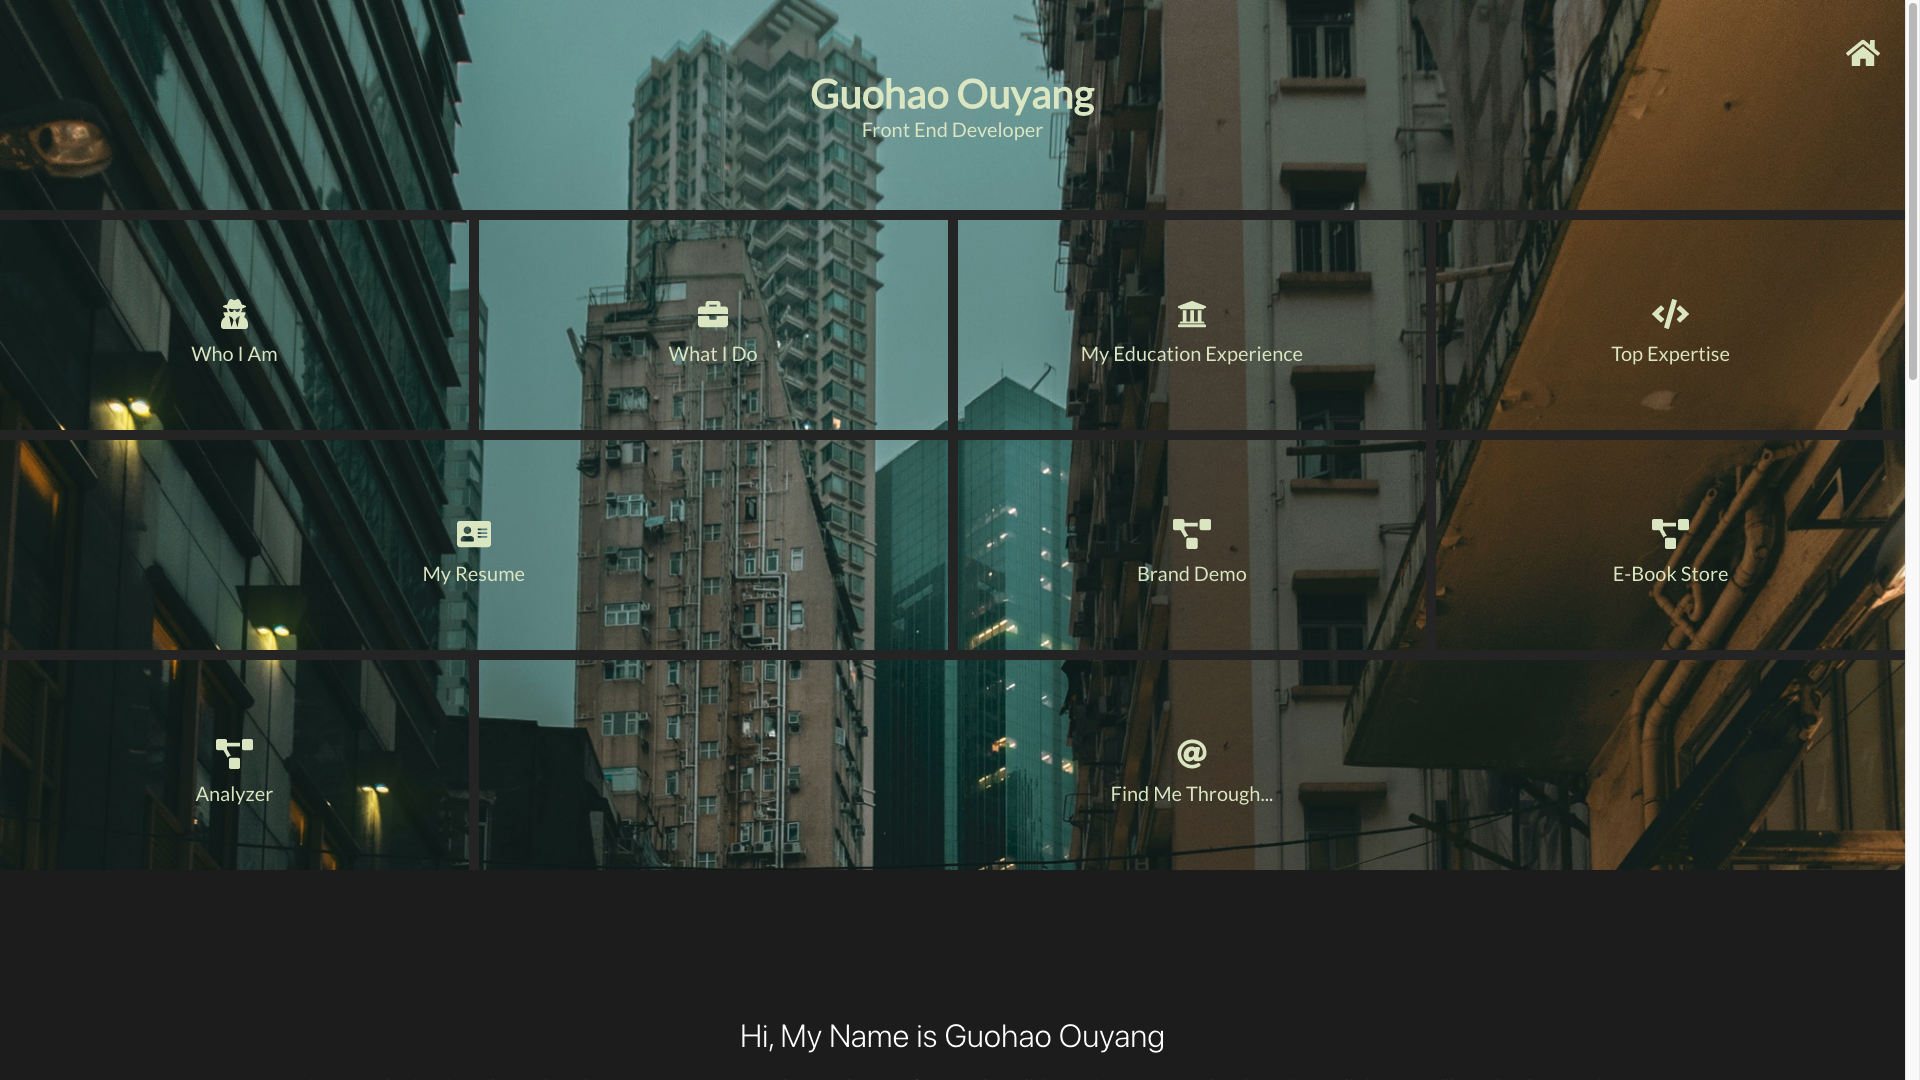 Guohao Ouyang
Front End Developer
Who I Am
What I Do
My Education Experience
Top Expertise
My Resume
Brand Demo
E-Book Store
Analyzer
Find Me Through...
Hi, My Name is Guohao Ouyang